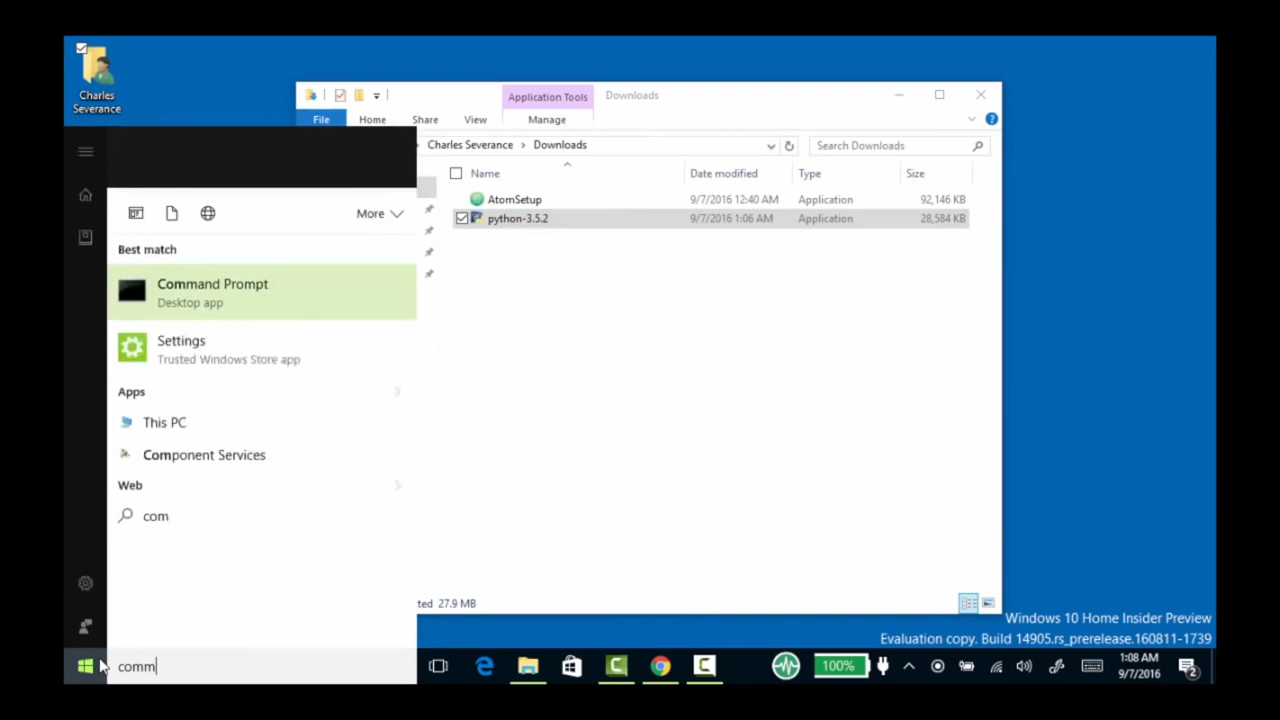 Charles
Severance
Application Tools
Downloads
File
Home
Share
View
Manage
Charles Severance > Downloads
Search Downloads
Name
Date modified
Type
Size
AtomSetup
9/7/2016 12:40 AM
Application
92,146 KB
python-3.5.2
9/7/2016 1:06 AM
Application
28,584 KB
More
Best match
Command Prompt
Desktop app
Settings
Trusted Windows Store app
Apps
This PC
Component Services
Web
com
ted 27.9 MB
Windows 10 Home Insider Preview
Evaluation copy. Build 14905.rs_prerelease.160811-1739
comm
100%
1:08 AM
9/7/2016
2